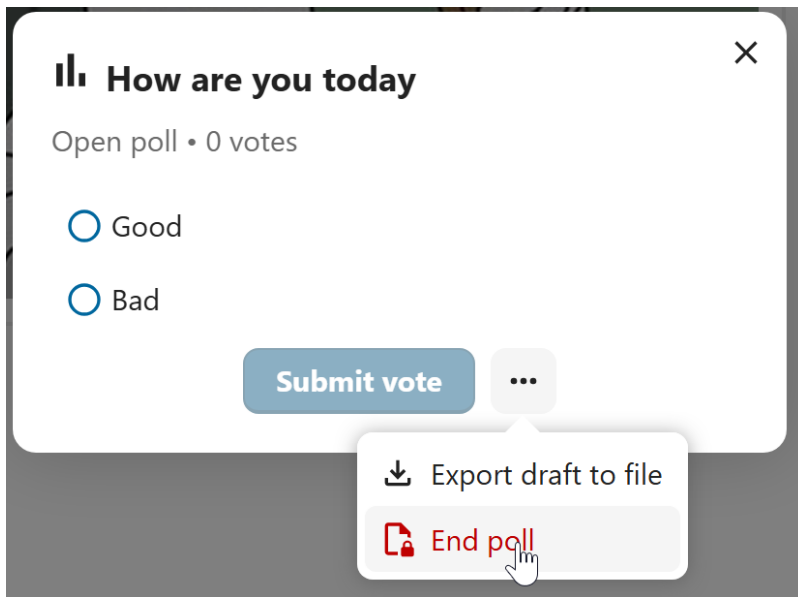 How are you today
Open poll • 0 votes
Good
Bad
Submit vote
Export draft to file
End poll